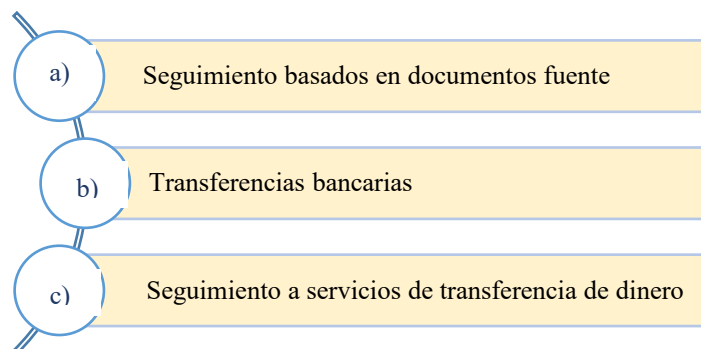 a) Seguimiento basados en documentos fuente
b) Transferencias bancarias
c) Seguimiento a servicios de transferencia de dinero